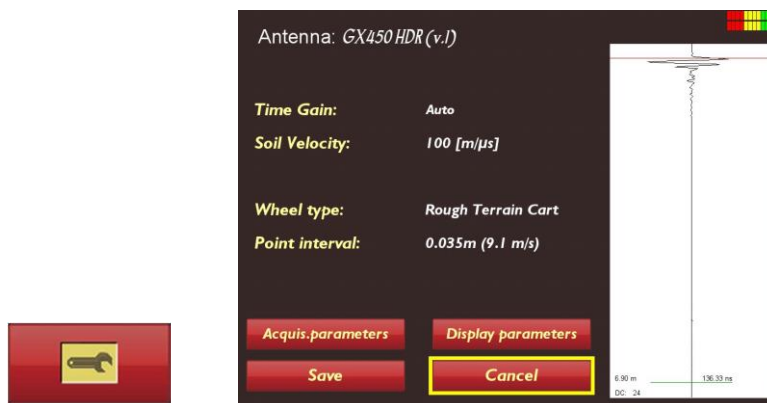 Antenna: GX450 HDR (v.1)
Time Gain: Auto
Soil Velocity: 100 [m/µs]
Wheel type: Rough Terrain Cart
Point interval: 0.035m (9.1 m/s)
Acquis.parameters Display parameters
Save Cancel
6.90 m 136.33 ns
DC: 24